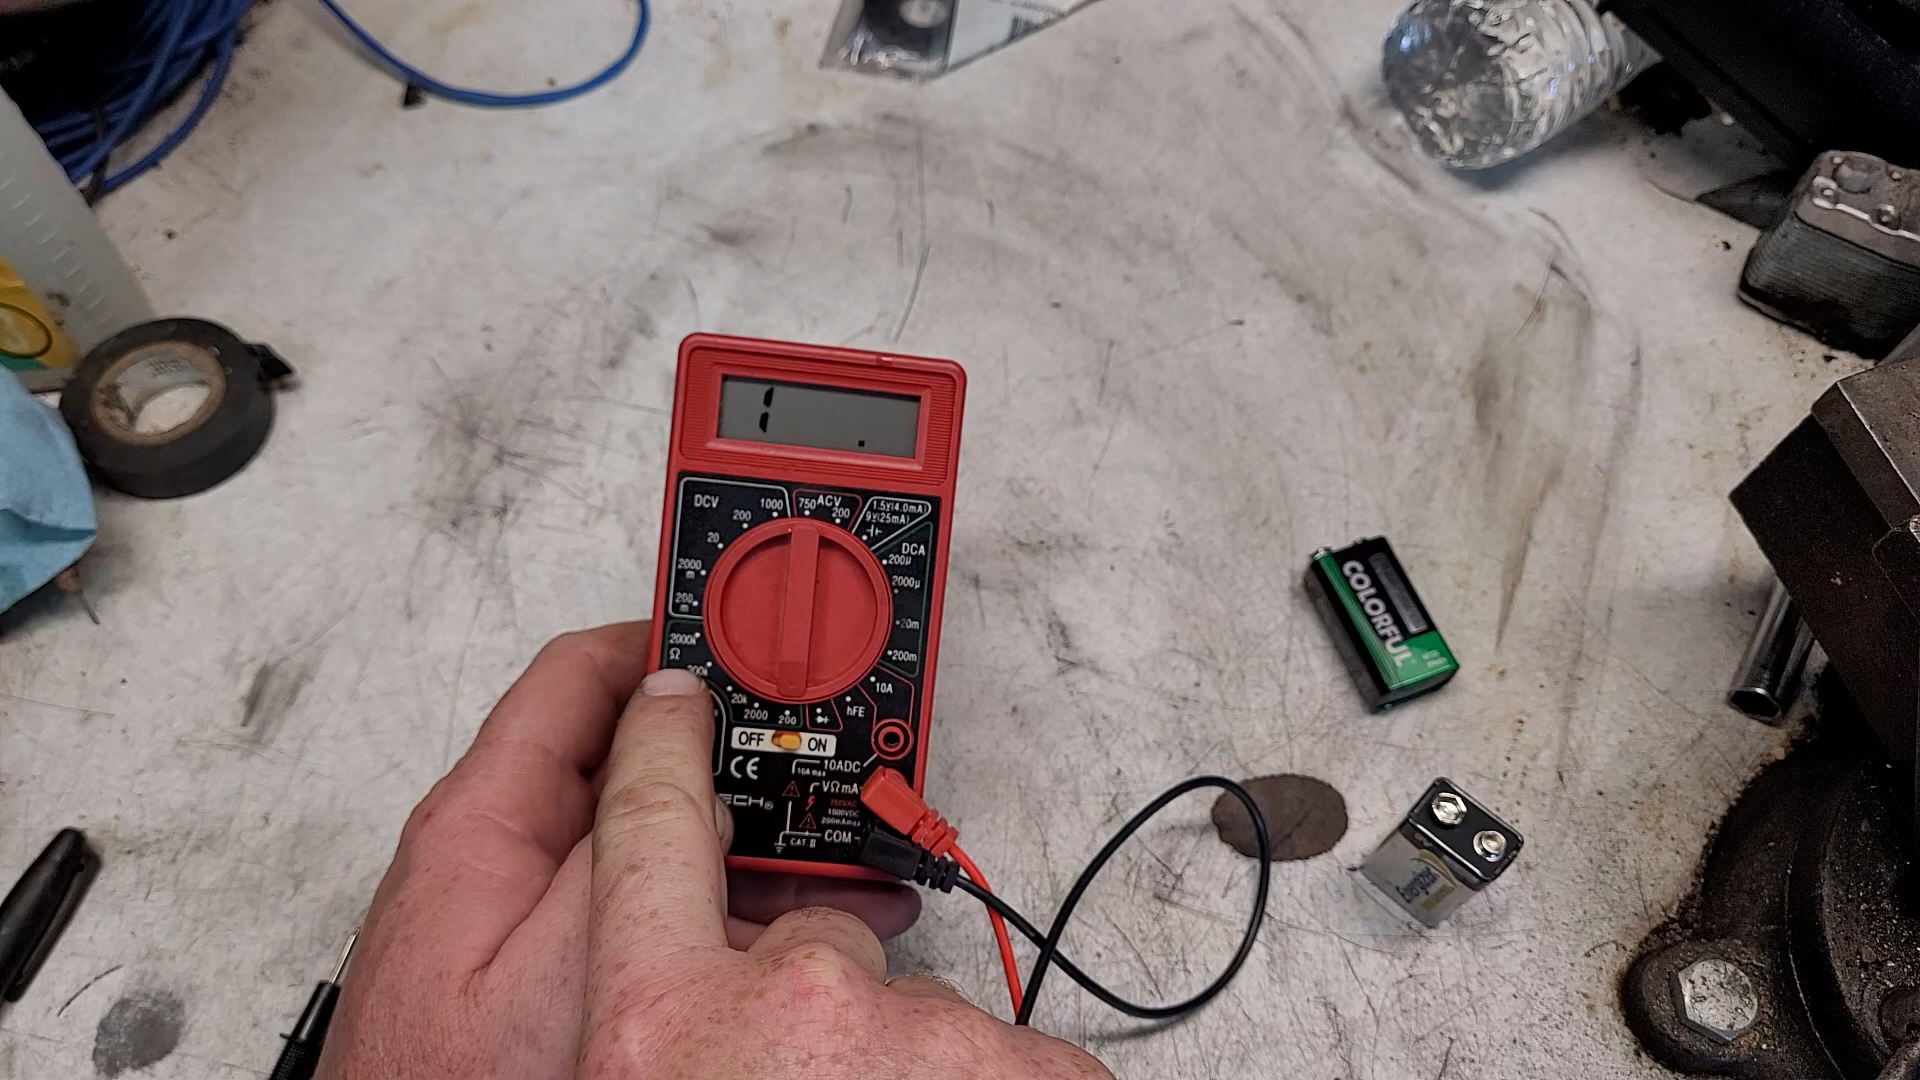 1 .
DCV
1000
750
ACV
200
1.5V(4.0mA)
9V(25mA)
200
20
2000
m
200
m
DCA
200µ
2000µ
20m
200m
10A
2000k
Ω
20k
2000
200
hFE
OFF
ON
CE
10ADC
10A max
VΩmA
750VAC
1000VDC
200mAmax
COM
CAT. II
COLORFUL
Energizer